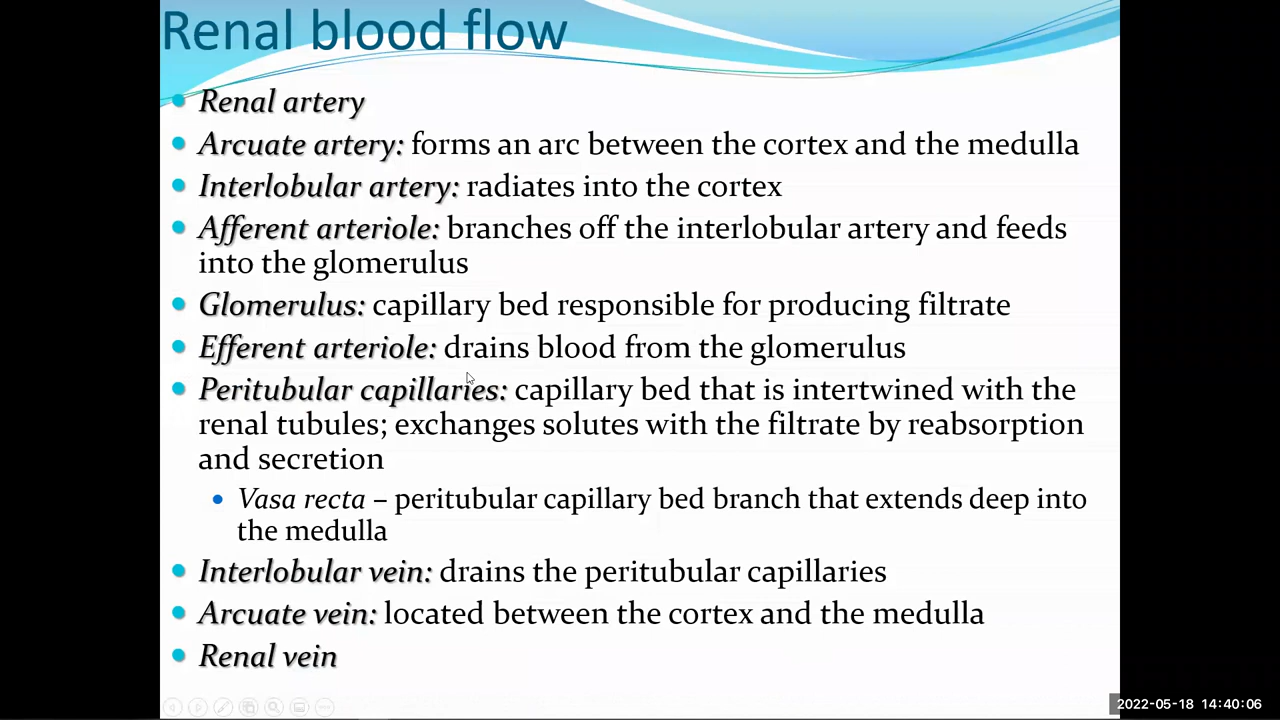 Renal blood flow
Renal artery
Arcuate artery: forms an arc between the cortex and the medulla
Interlobular artery: radiates into the cortex
Afferent arteriole: branches off the interlobular artery and feeds
into the glomerulus
Glomerulus: capillary bed responsible for producing filtrate
Efferent arteriole: drains blood from the glomerulus
Peritubular capillaries: capillary bed that is intertwined with the
renal tubules; exchanges solutes with the filtrate by reabsorption
and secretion
Vasa recta – peritubular capillary bed branch that extends deep into
the medulla
Interlobular vein: drains the peritubular capillaries
Arcuate vein: located between the cortex and the medulla
Renal vein
2022-05-18 14:40:06